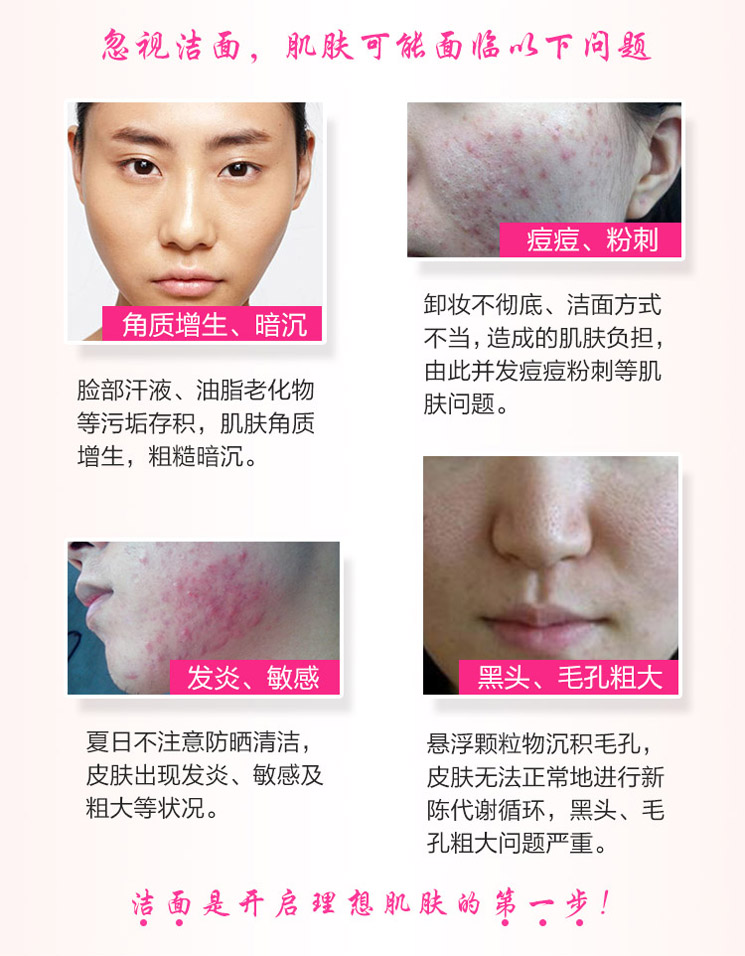 忽视洁面，肌肤可能面临以下问题
角质增生、暗沉
脸部汗液、油脂老化物
等污垢存积，肌肤角质
增生，粗糙暗沉。
痘痘、粉刺
卸妆不彻底、洁面方式
不当，造成的肌肤负担，
由此并发痘痘粉刺等肌
肤问题。
发炎、敏感
夏日不注意防晒清洁，
皮肤出现发炎、敏感及
粗大等状况。
黑头、毛孔粗大
悬浮颗粒物沉积毛孔，
皮肤无法正常地进行新
陈代谢循环，黑头、毛
孔粗大问题严重。
洁面是开启理想肌肤的第一步！